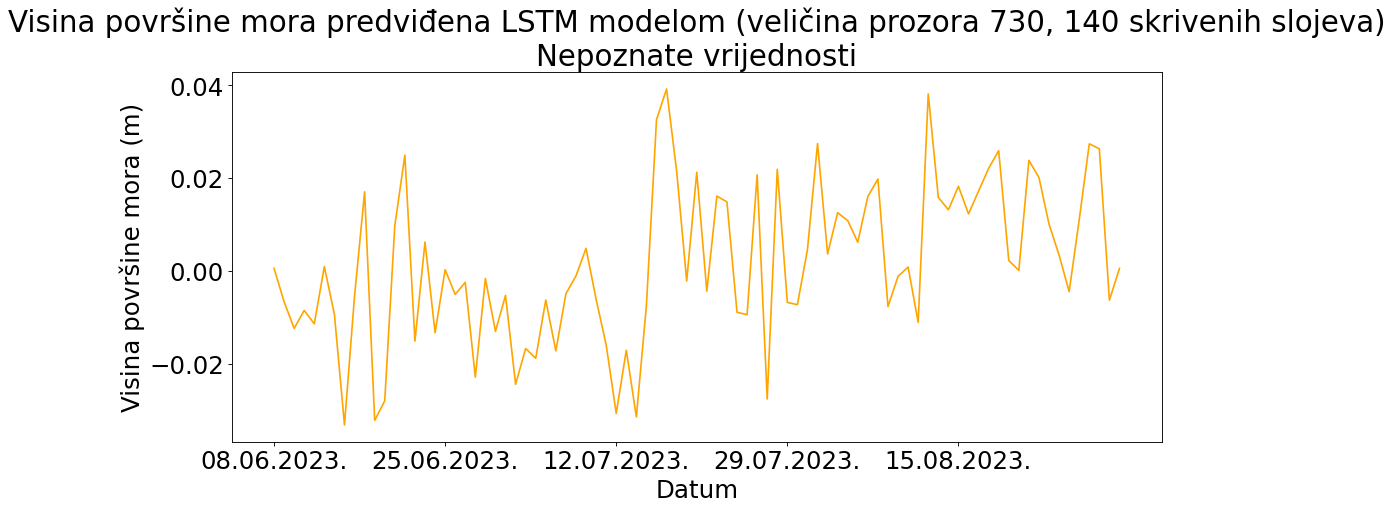 Visina površine mora predviđena LSTM modelom (veličina prozora 730, 140 skrivenih slojeva)
Nepoznate vrijednosti
Visina površine mora (m)
0.04
0.02
0.00
−0.02
08.06.2023.
25.06.2023.
12.07.2023.
29.07.2023.
15.08.2023.
Datum